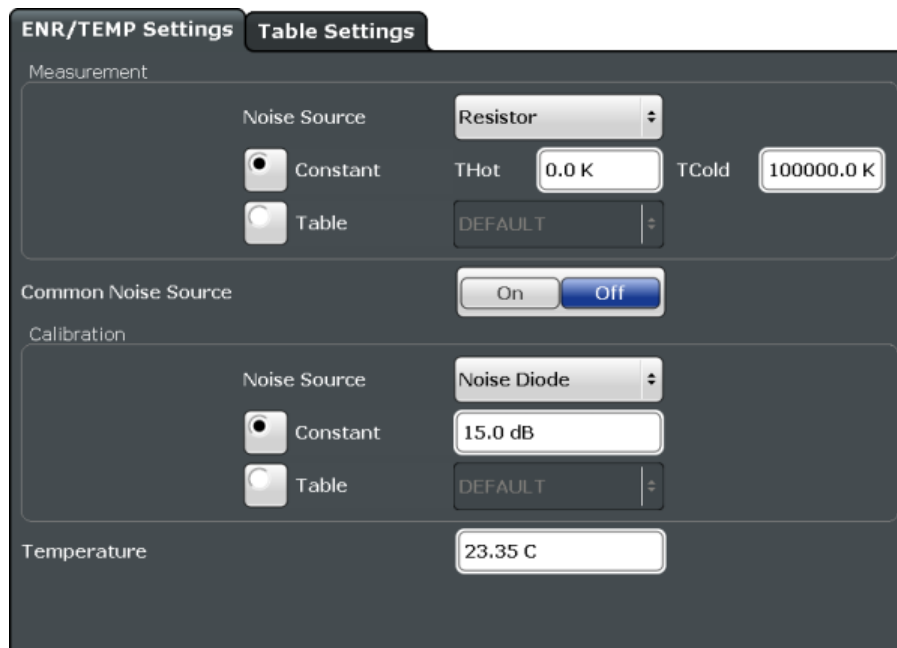 ENR/TEMP Settings Table Settings
Measurement
Noise Source Resistor
Constant THot 0.0 K TCold 100000.0 K
Table DEFAULT
Common Noise Source On Off
Calibration
Noise Source Noise Diode
Constant 15.0 dB
Table DEFAULT
Temperature 23.35 C